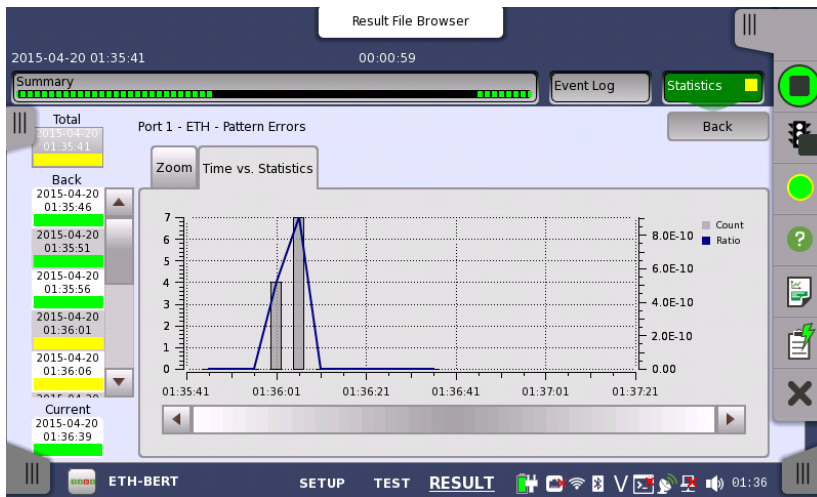 Result File Browser
2015-04-20 01:35:41 00:00:59
Summary
Event Log
Statistics
Total
2015-04-20
01:35:41
Port 1 - ETH - Pattern Errors
Back
Back
2015-04-20
01:35:46
2015-04-20
01:35:51
2015-04-20
01:35:56
2015-04-20
01:36:01
2015-04-20
01:36:06
Current
2015-04-20
01:36:39
Zoom
Time vs. Statistics
7
6
5
4
3
2
1
0
8.0E-10
6.0E-10
4.0E-10
2.0E-10
0.00
Count
Ratio
01:35:41 01:36:01 01:36:21 01:36:41 01:37:01 01:37:21
ETH-BERT SETUP TEST RESULT 01:36